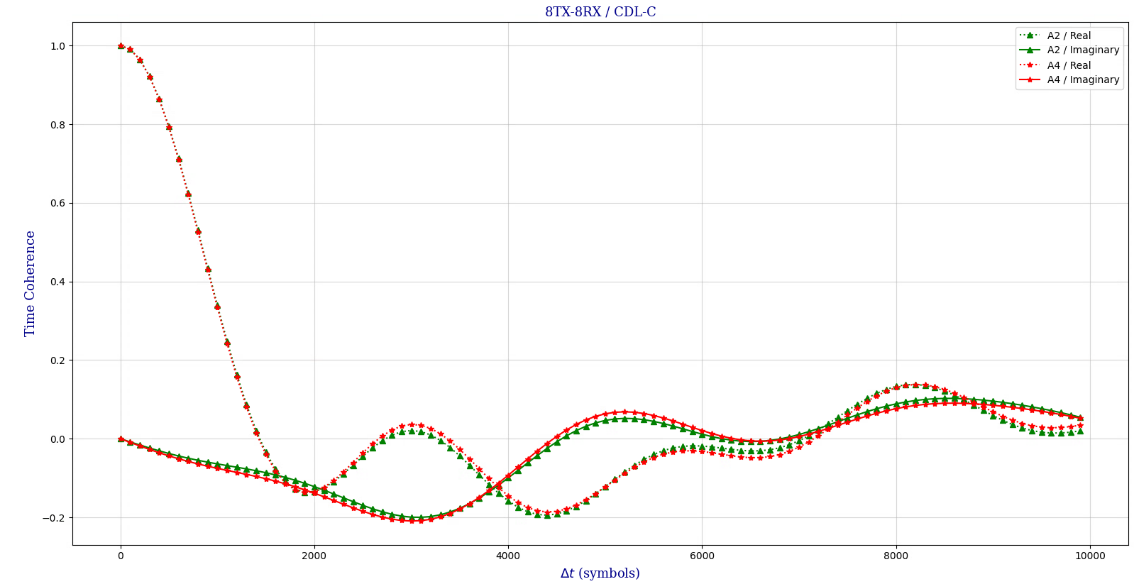 8TX-8RX / CDL-C
A2 / Real
A2 / Imaginary
A4 / Real
A4 / Imaginary
Time Coherence
1.0
0.8
0.6
0.4
0.2
0.0
−0.2
0 2000 4000 6000 8000 10000
Δt (symbols)